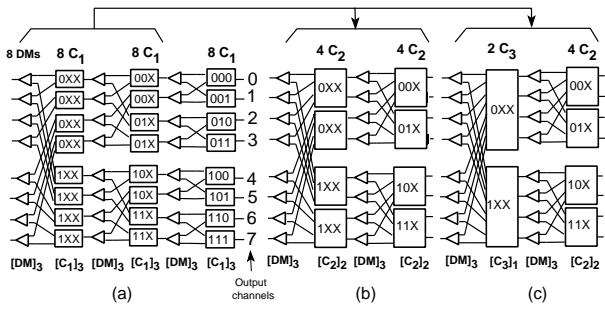 8 DMs 8 C1 8 C1 8 C1 4 C2 4 C2 2 C3 4 C2
0XX 00X 000 0 0XX 00X 0XX 00X
0XX 00X 001 1
0XX 01X 010 2 0XX 01X 01X
0XX 01X 011 3
1XX 10X 100 4 1XX 10X 1XX 10X
1XX 10X 101 5
1XX 11X 110 6 1XX 11X 11X
1XX 11X 111 7
[DM]3 [C1]3 [DM]3 [C1]3 [DM]3 [C1]3 [DM]3 [C2]2 [DM]3 [C2]2 [DM]3 [C3]1 [DM]3 [C2]2
Output
channels
(a) (b) (c)